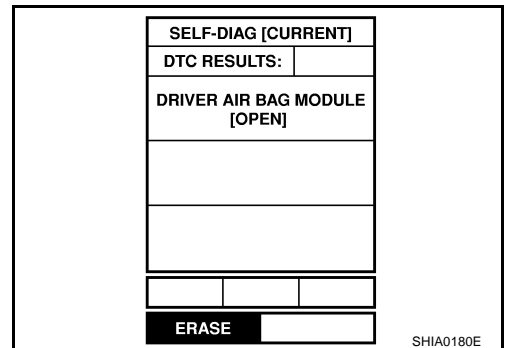 SELF-DIAG [CURRENT]
DTC RESULTS:
DRIVER AIR BAG MODULE
[OPEN]
ERASE
SHIA0180E